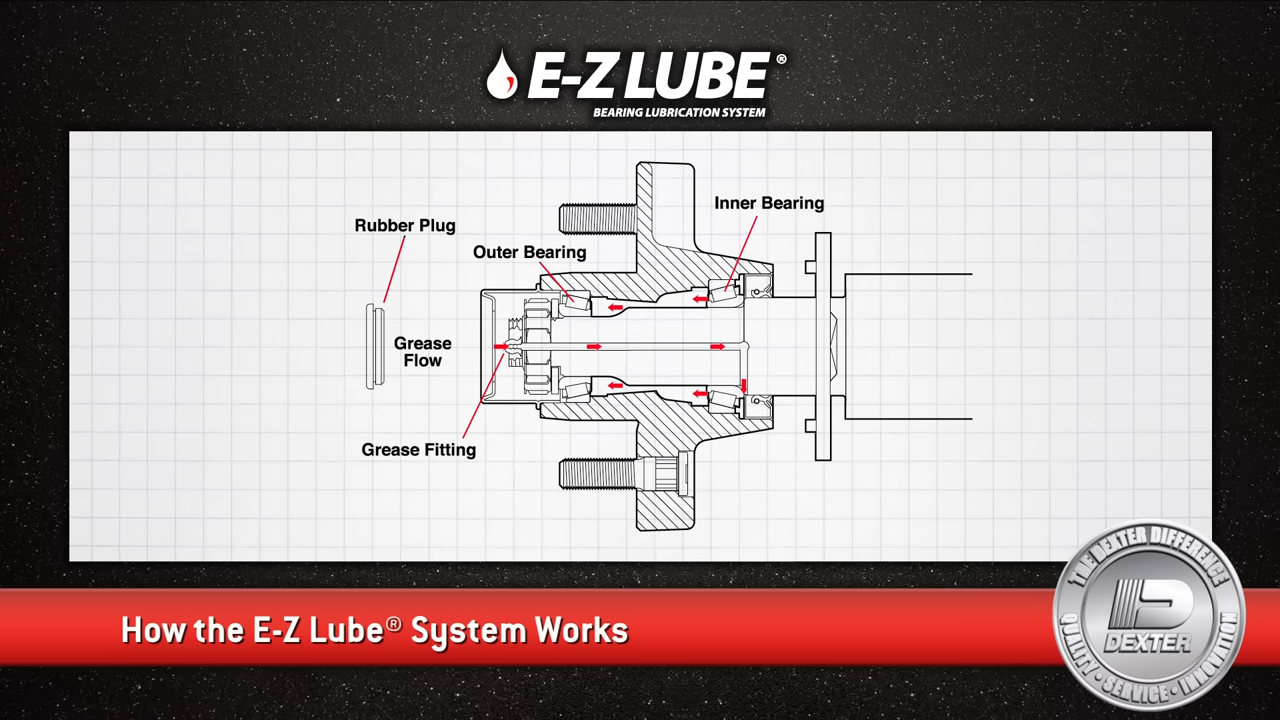 E-Z LUBE®
BEARING LUBRICATION SYSTEM
Inner Bearing
Rubber Plug
Outer Bearing
Grease
Flow
Grease Fitting
How the E-Z Lube® System Works
THE DEXTER DIFFERENCE
DEXTER
QUALITY • SERVICE • INNOVATION